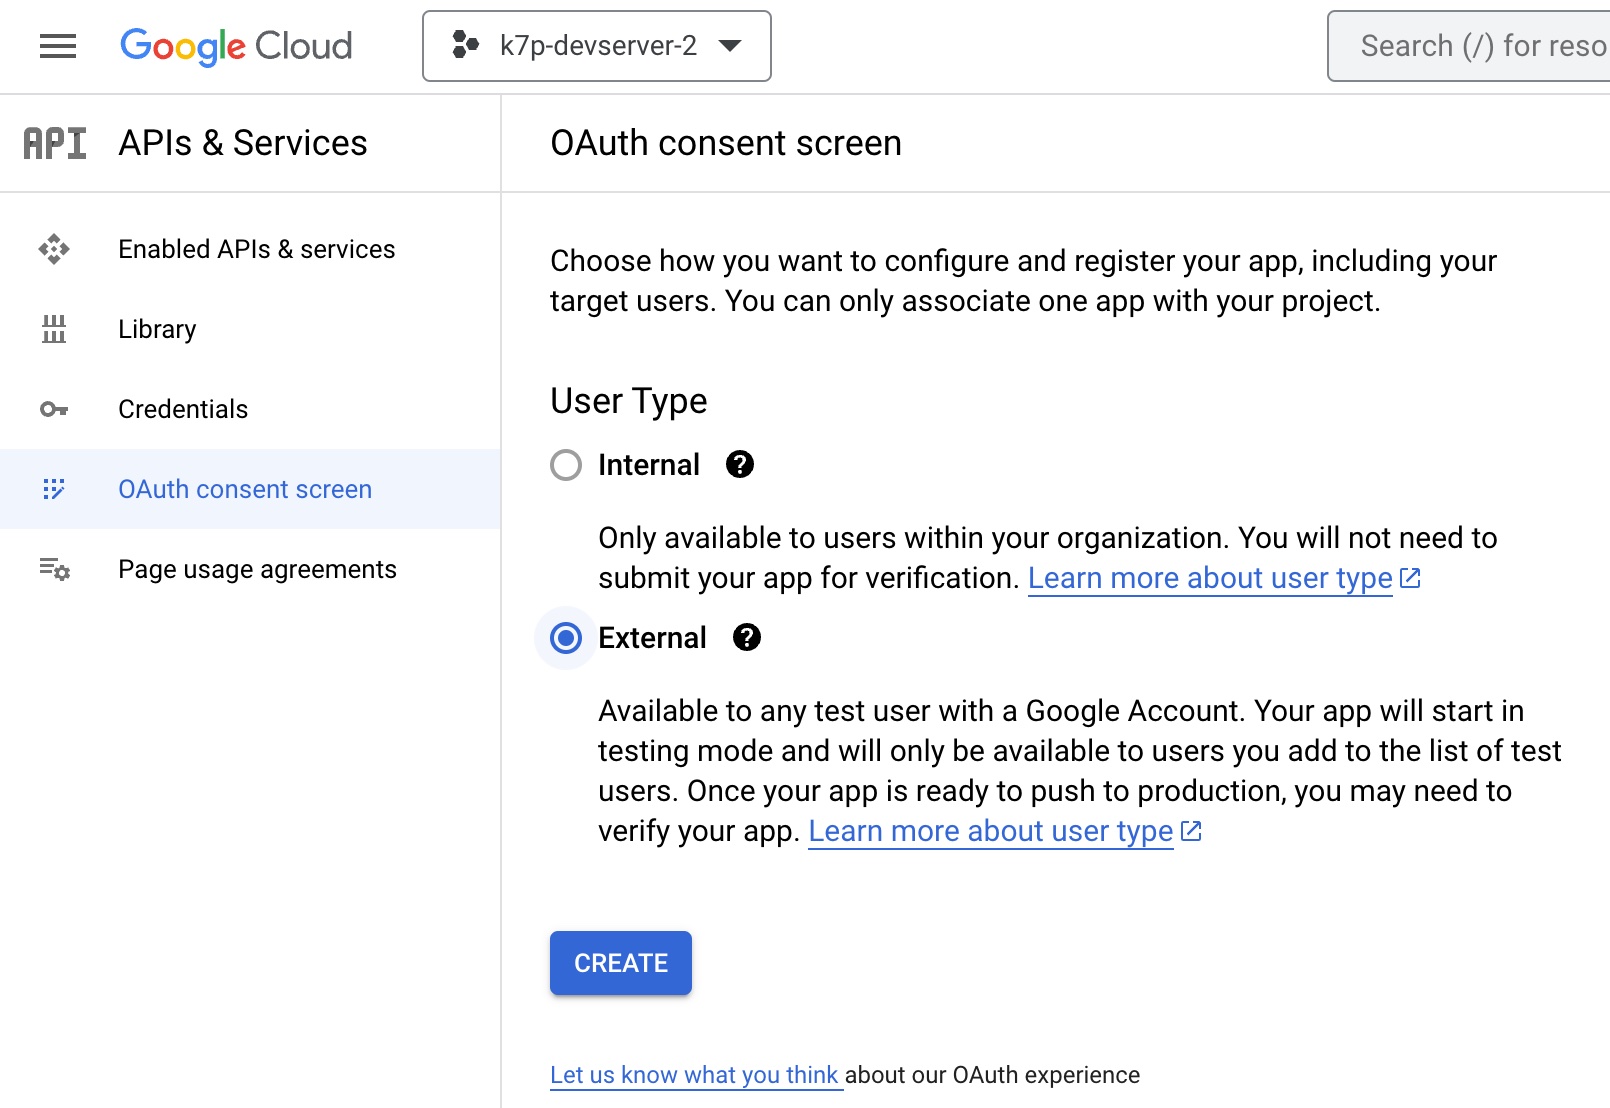 Google Cloud
k7p-devserver-2
Search (/) for reso
API
APIs & Services
OAuth consent screen
Enabled APIs & services
Library
Credentials
OAuth consent screen
Page usage agreements
Choose how you want to configure and register your app, including your
target users. You can only associate one app with your project.
User Type
Internal
Only available to users within your organization. You will not need to
submit your app for verification. Learn more about user type
External
Available to any test user with a Google Account. Your app will start in
testing mode and will only be available to users you add to the list of test
users. Once your app is ready to push to production, you may need to
verify your app. Learn more about user type
CREATE
Let us know what you think about our OAuth experience